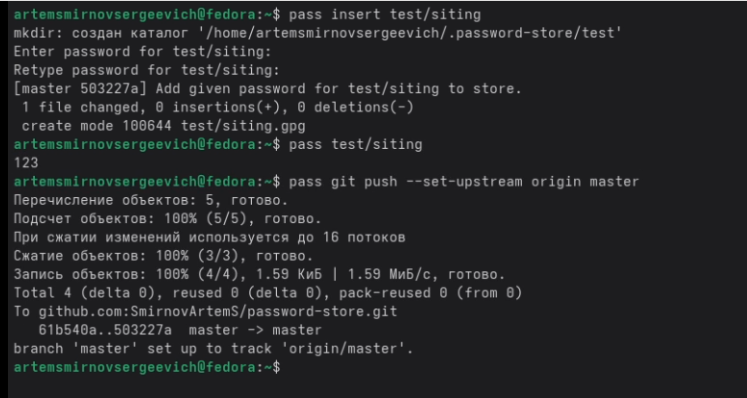 artemsmirnovsergeevich@fedora:~$ pass insert test/siting
mkdir: создан каталог '/home/artemsmirnovsergeevich/.password-store/test'
Enter password for test/siting:
Retype password for test/siting:
[master 503227a] Add given password for test/siting to store.
 1 file changed, 0 insertions(+), 0 deletions(-)
 create mode 100644 test/siting.gpg
artemsmirnovsergeevich@fedora:~$ pass test/siting
123
artemsmirnovsergeevich@fedora:~$ pass git push --set-upstream origin master
Перечисление объектов: 5, готово.
Подсчет объектов: 100% (5/5), готово.
При сжатии изменений используется до 16 потоков
Сжатие объектов: 100% (3/3), готово.
Запись объектов: 100% (4/4), 1.59 КиБ | 1.59 МиБ/с, готово.
Total 4 (delta 0), reused 0 (delta 0), pack-reused 0 (from 0)
To github.com:SmirnovArtemS/password-store.git
   61b540a..503227a  master -> master
branch 'master' set up to track 'origin/master'.
artemsmirnovsergeevich@fedora:~$